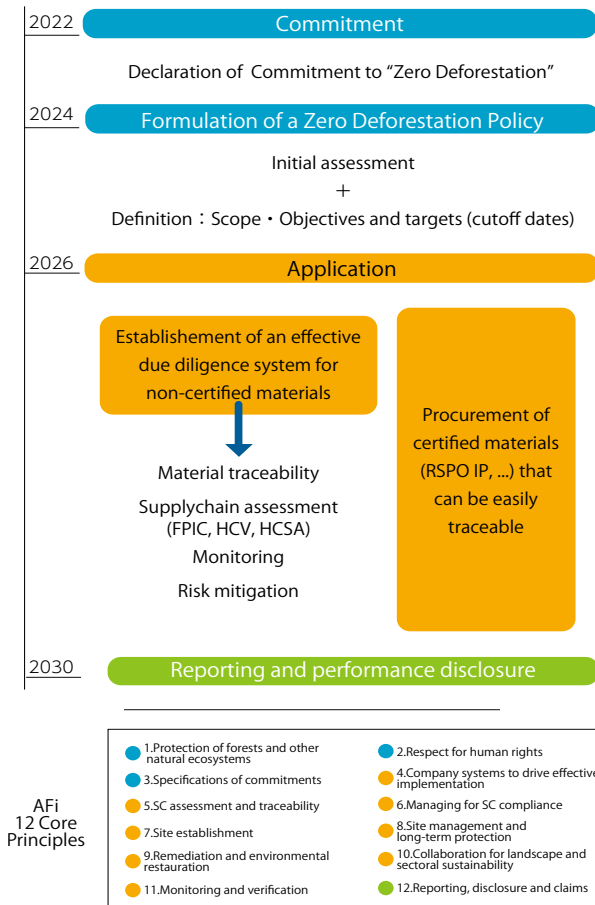 2022
Commitment
Declaration of Commitment to “Zero Deforestation”
2024
Formulation of a Zero Deforestation Policy
Initial assessment
+
Definition：Scope・Objectives and targets (cutoff dates)
2026
Application
Establishement of an effective
due diligence system for
non-certified materials
Material traceability
Supplychain assessment
(FPIC, HCV, HCSA)
Monitoring
Risk mitigation
Procurement of
certified materials
(RSPO IP, ...) that
can be easily
traceable
2030
Reporting and performance disclosure
AFi
12 Core
Principles
1.Protection of forests and other
natural ecosystems
2.Respect for human rights
3.Specifications of commitments
4.Company systems to drive effective
implementation
5.SC assessment and traceability
6.Managing for SC compliance
7.Site establishment
8.Site management and
long-term protection
9.Remediation and environmental
restauration
10.Collaboration for landscape and
sectoral sustainability
11.Monitoring and verification
12.Reporting, disclosure and claims